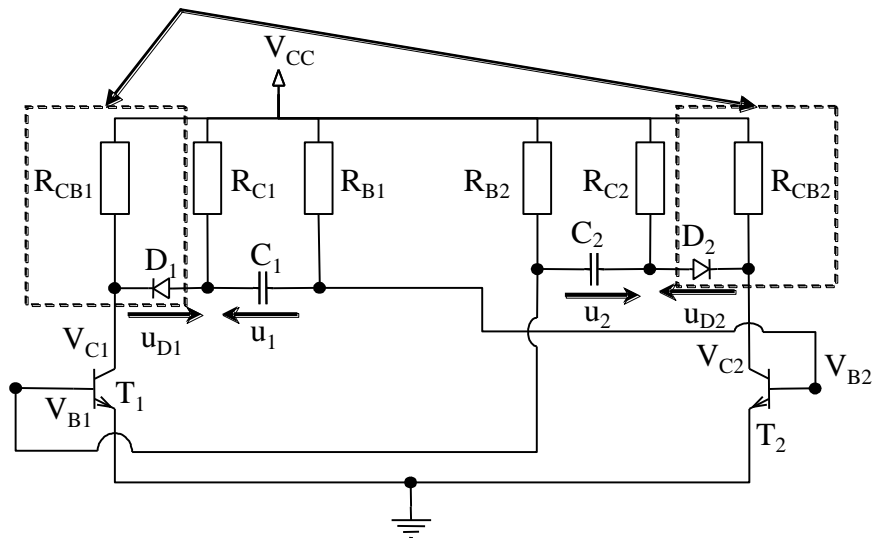 V_CC
R_CB1
R_C1
R_B1
R_B2
R_C2
R_CB2
D_1
C_1
C_2
D_2
u_D1
u_1
u_2
u_D2
V_C1
V_C2
V_B2
V_B1
T_1
T_2